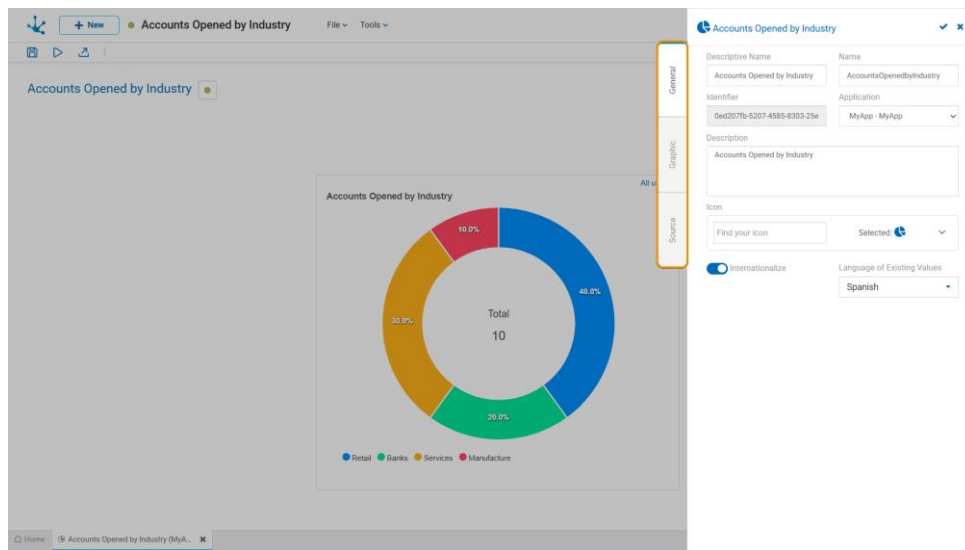 + New
Accounts Opened by Industry
File
Tools
Accounts Opened by Industry
All u
Accounts Opened by Industry
10.0%
40.0%
30.0%
20.0%
Total
10
Retail
Banks
Services
Manufacture
Home
Accounts Opened by Industry (MyA...
General
Graphic
Source
Accounts Opened by Industry
Descriptive Name
Name
Accounts Opened by Industry
AccountsOpenedbyIndustry
Identifier
Application
0ed207fb-5207-4585-8303-25e
MyApp - MyApp
Description
Accounts Opened by Industry
Icon
Find your icon
Selected:
Internationalize
Language of Existing Values
Spanish